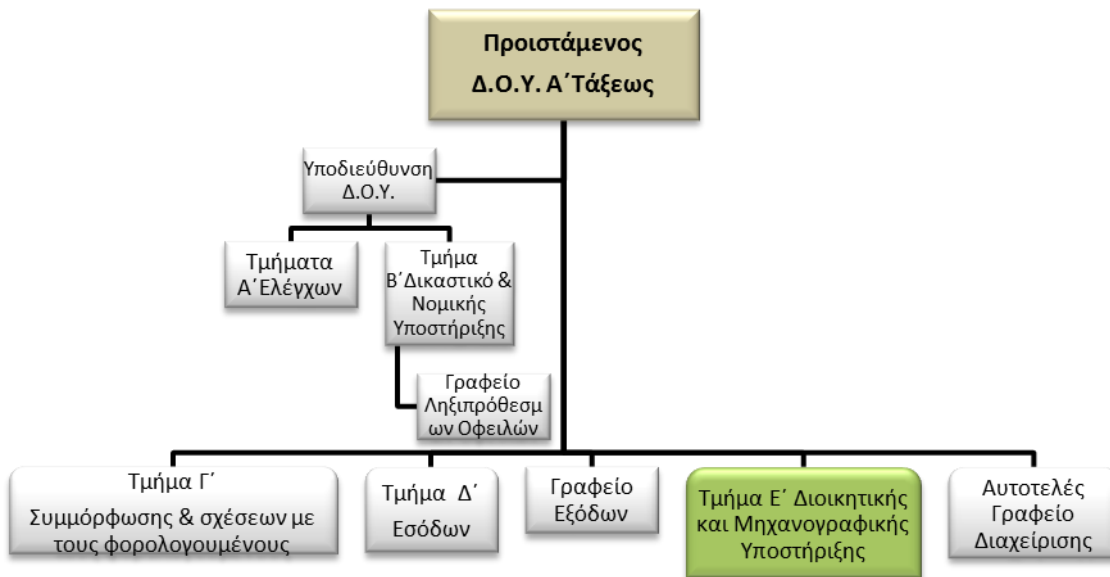 Προιστάμενος
Δ.Ο.Υ. Α΄Τάξεως
Υποδιεύθυνση
Δ.Ο.Υ.
Τμήματα
Α΄Ελέγχων
Τμήμα
Β΄Δικαστικό &
Νομικής
Υποστήριξης
Γραφείο
Ληξιπρόθεσμ
ων Οφειλών
Τμήμα Γ΄
Συμμόρφωσης & σχέσεων με
τους φορολογουμένους
Τμήμα Δ΄
Εσόδων
Γραφείο
Εξόδων
Τμήμα Ε΄ Διοικητικής
και Μηχανογραφικής
Υποστήριξης
Αυτοτελές
Γραφείο
Διαχείρισης